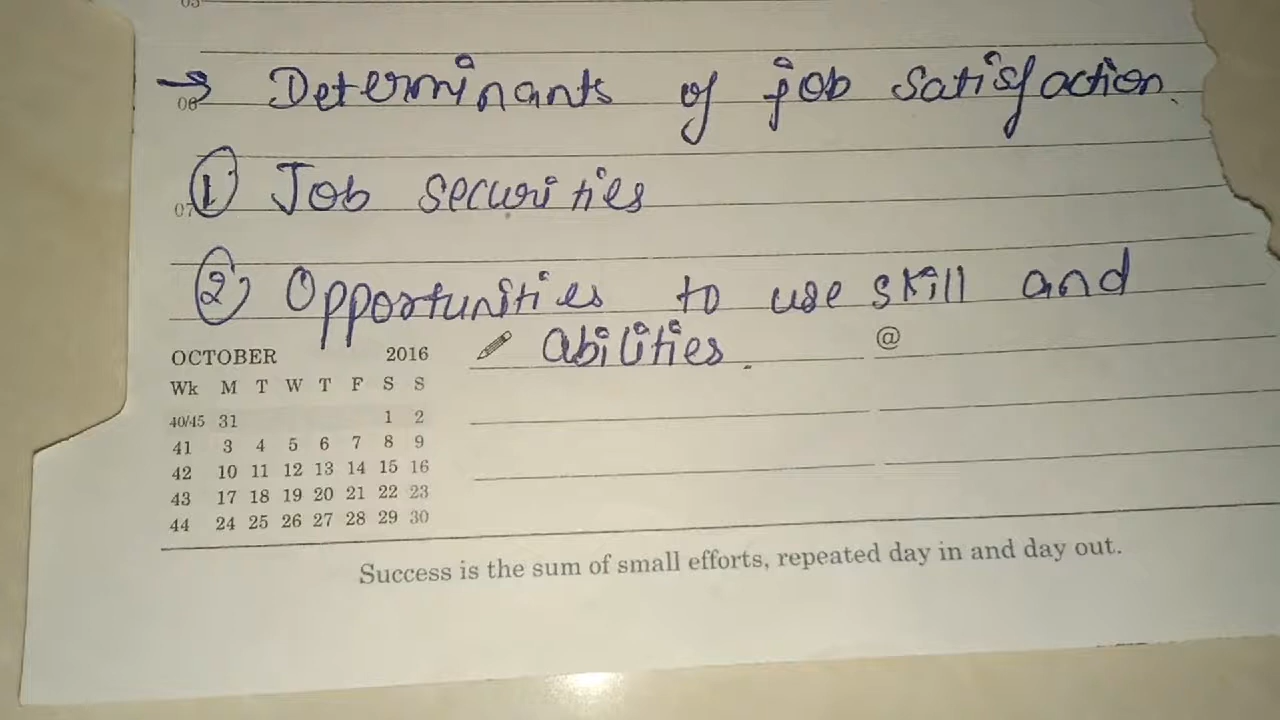 05
→ Determinants of job satisfaction.
06
① Job securities
07
② Opportunities to use skill and
abilities.
@
OCTOBER 2016
Wk M T W T F S S
40/45 31 1 2
41 3 4 5 6 7 8 9
42 10 11 12 13 14 15 16
43 17 18 19 20 21 22 23
44 24 25 26 27 28 29 30
Success is the sum of small efforts, repeated day in and day out.